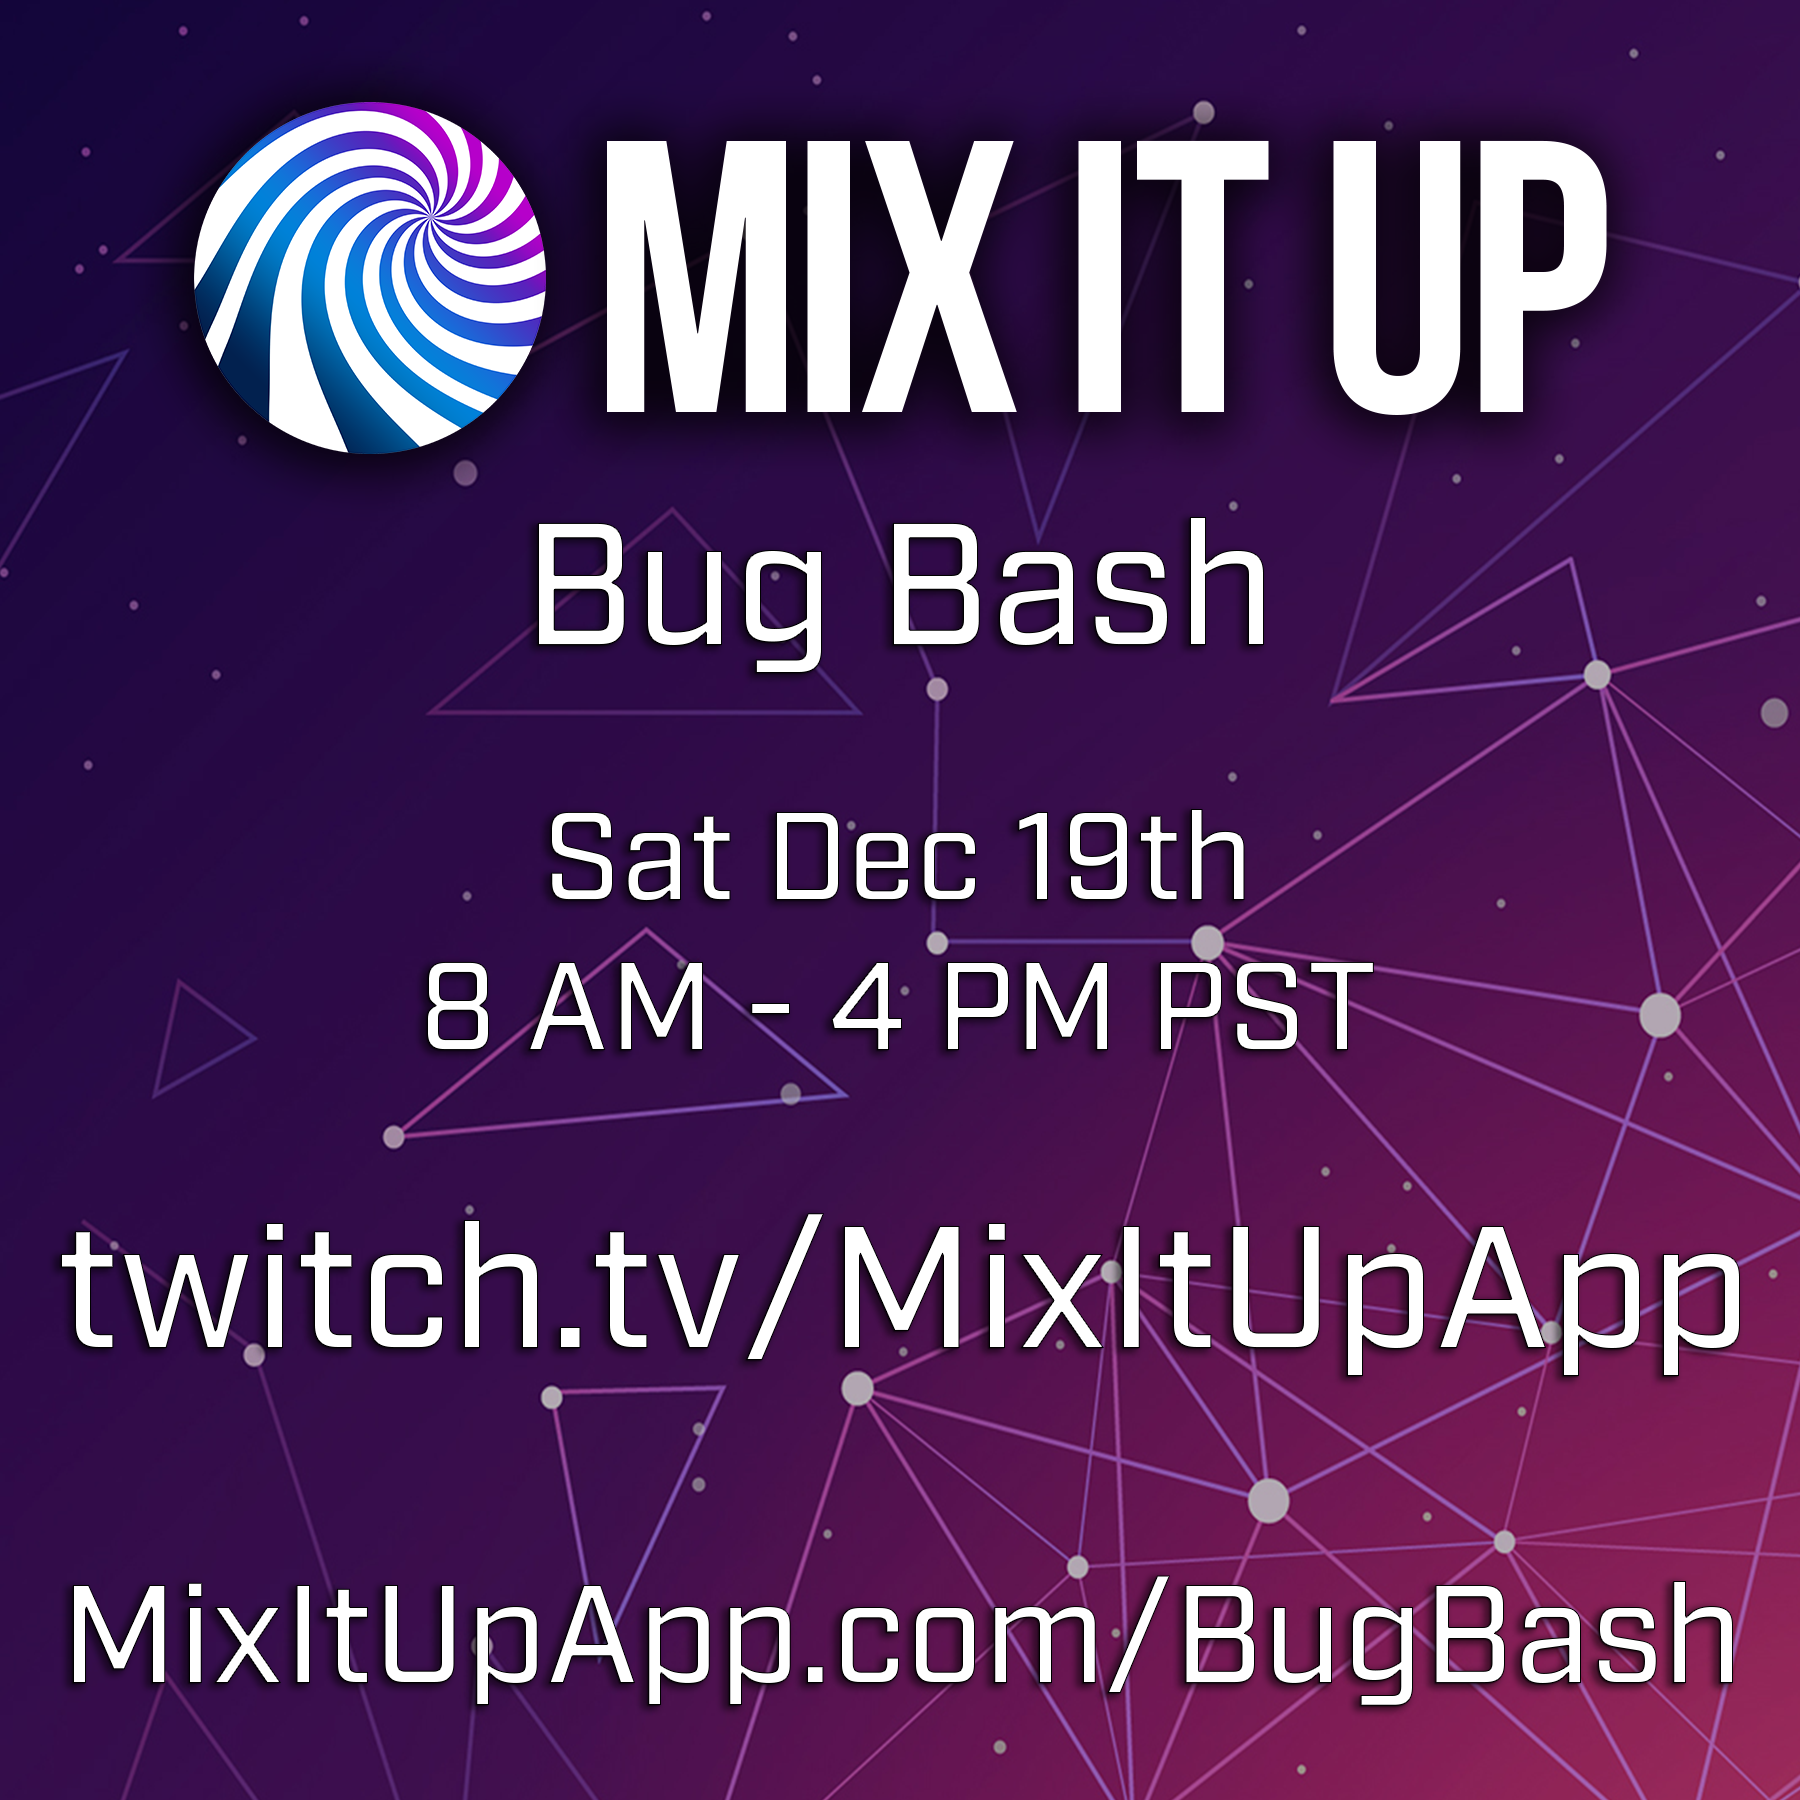 MIX IT UP
Bug Bash
Sat Dec 19th
8 AM - 4 PM PST
twitch.tv/MixItUpApp
MixItUpApp.com/BugBash